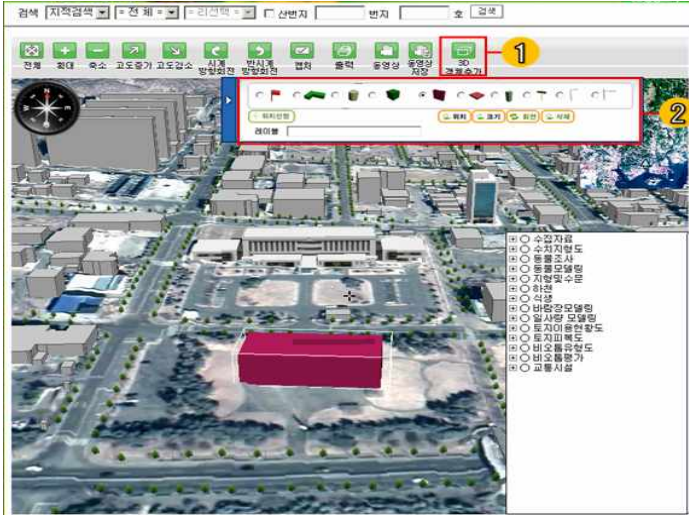 검색 지적검색 = 전 체 = = 리선택 = 산번지 번지 호 검색
전체 확대 축소 고도증가 고도감소 시계방향회전 반시계방향회전 캡처 출력 동영상 동영상저장 3D
1
2
위치선정 위치 크기 회전 삭제
레이블
수집자료
수치지형도
동물조사
동물모델링
지형및수문
하천
식생
바람장모델링
일사량 모델링
토지이용현황도
토지피복도
비오톱유형도
비오톱평가
교통시설